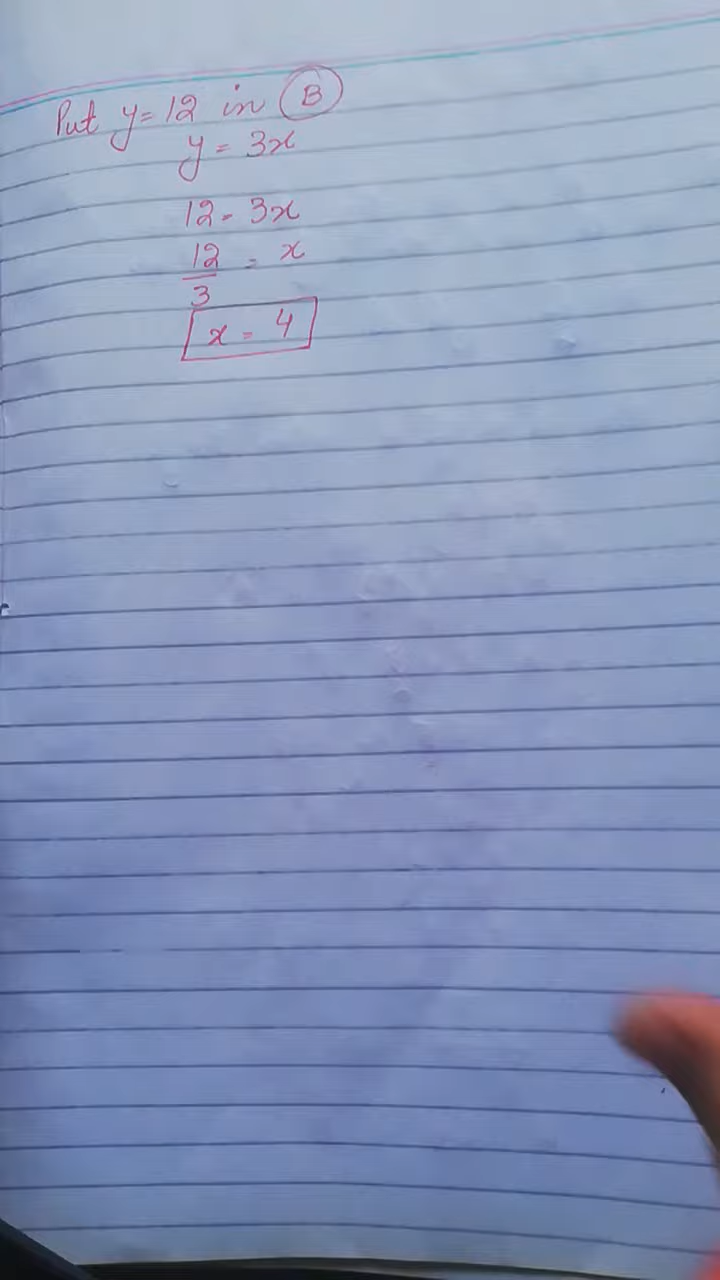 Put y = 12 in B
y = 3x
12 = 3x
12/3 = x
x = 4